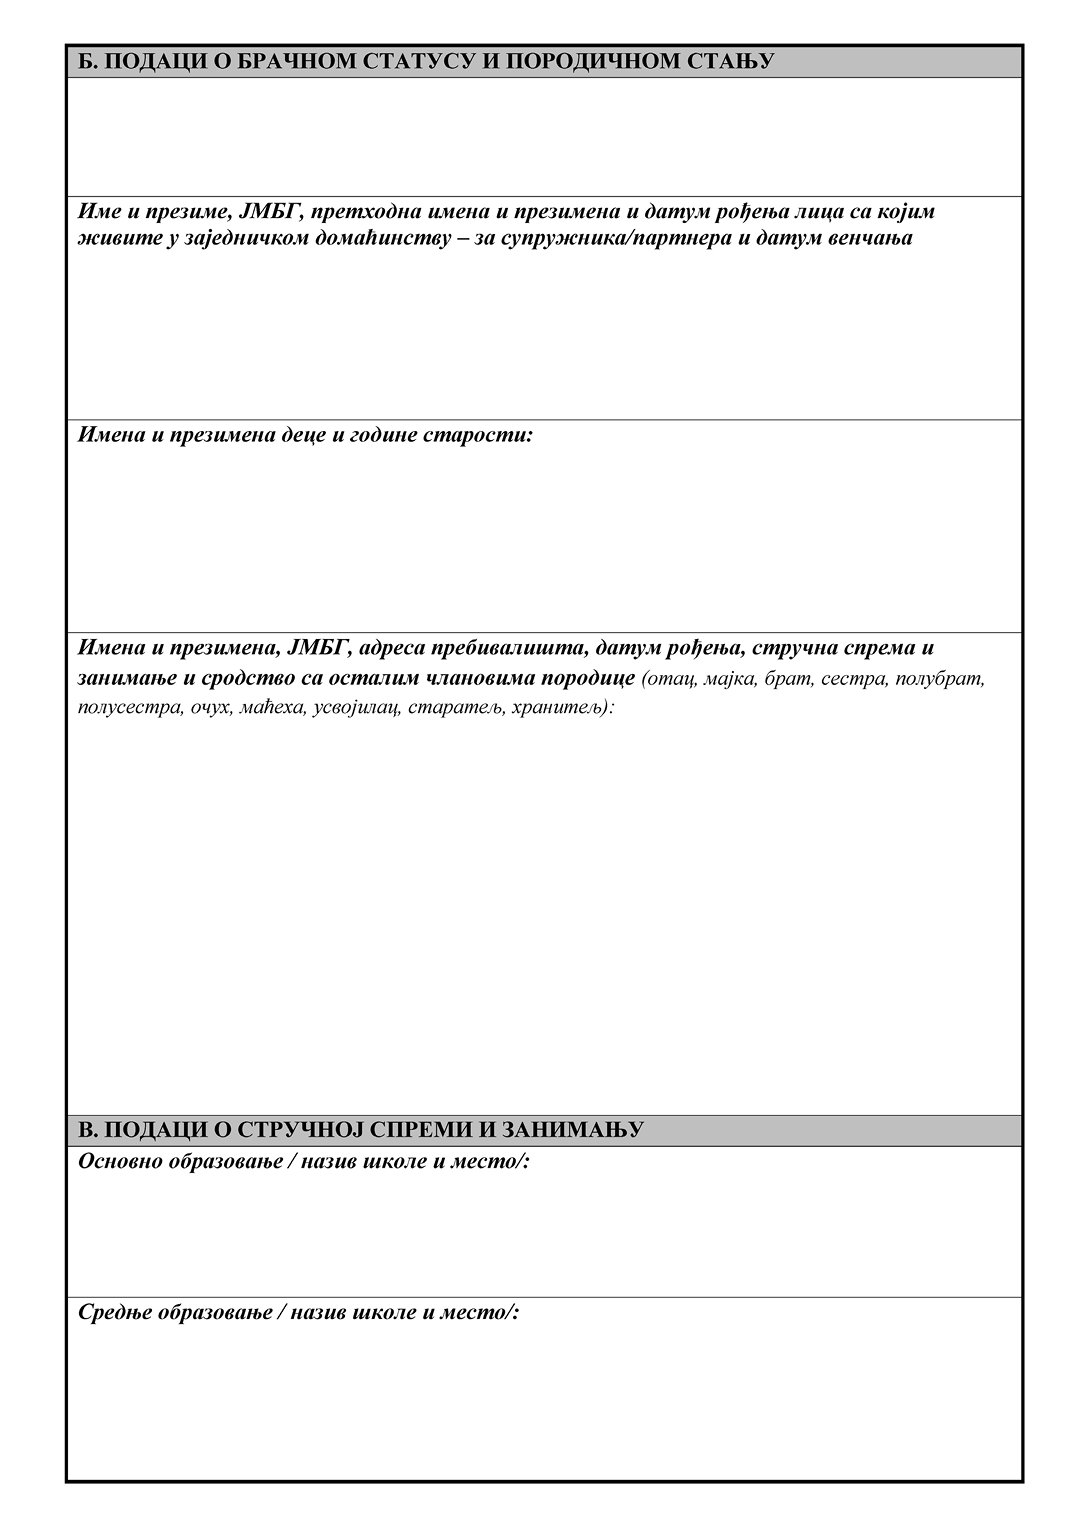 Б. ПОДАЦИ О БРАЧНОМ СТАТУСУ И ПОРОДИЧНОМ СТАЊУ
Име и презиме, ЈМБГ, претходна имена и презимена и датум рођења лица са којим
живите у заједничком домаћинству – за супружника/партнера и датум венчања
Имена и презимена деце и године старости:
Имена и презимена, ЈМБГ, адреса пребивалишта, датум рођења, стручна спрема и
занимање и сродство са осталим члановима породице (отац, мајка, брат, сестра, полубрат,
полусестра, очух, маћеха, усвојилац, старатељ, хранитељ):
В. ПОДАЦИ О СТРУЧНОЈ СПРЕМИ И ЗАНИМАЊУ
Основно образовање / назив школе и место/:
Средње образовање / назив школе и место/: